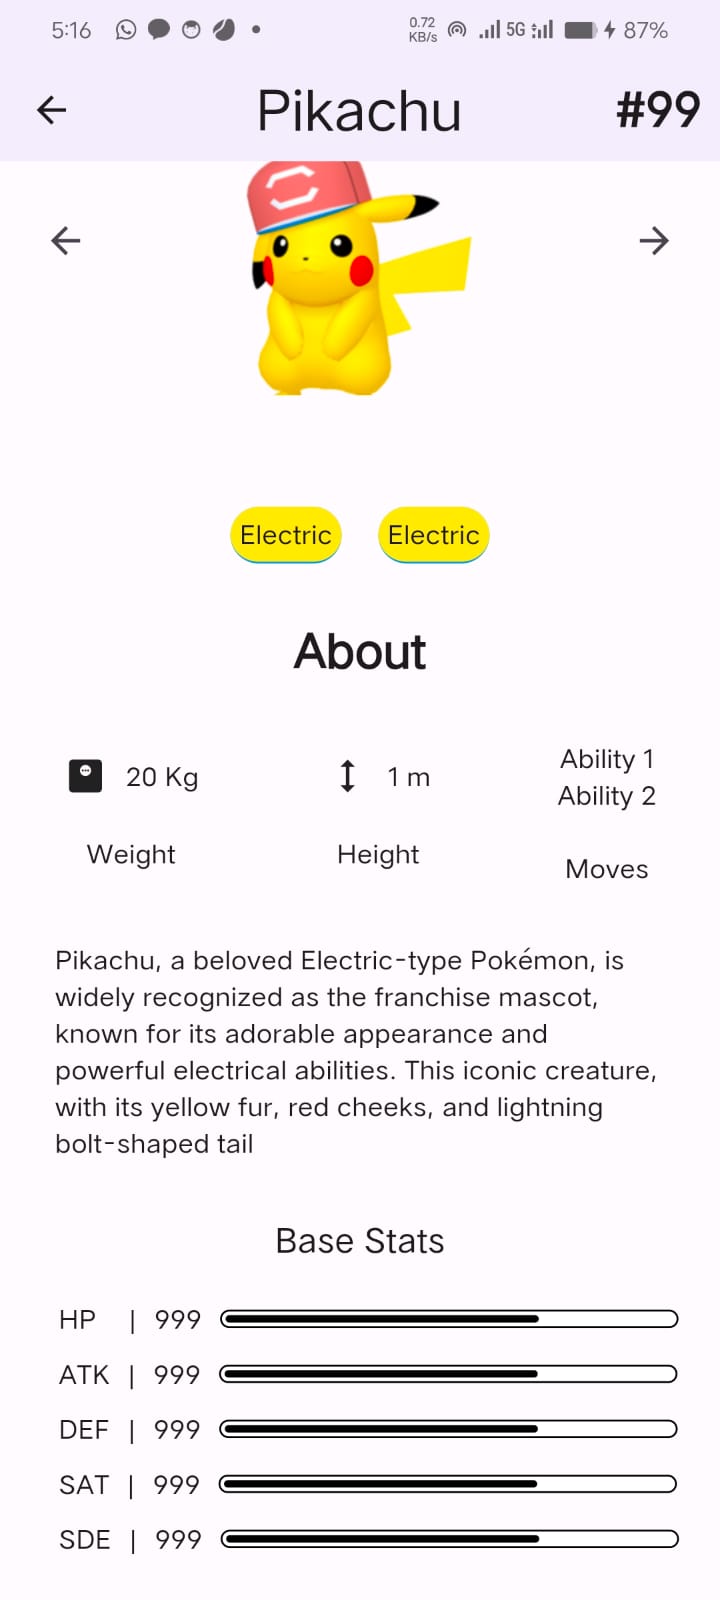 5:16
0.72
KB/s
5G
87%
Pikachu
#99
Electric
Electric
About
20 Kg
1 m
Ability 1
Ability 2
Weight
Height
Moves
Pikachu, a beloved Electric-type Pokémon, is
widely recognized as the franchise mascot,
known for its adorable appearance and
powerful electrical abilities. This iconic creature,
with its yellow fur, red cheeks, and lightning
bolt-shaped tail
Base Stats
HP | 999
ATK | 999
DEF | 999
SAT | 999
SDE | 999